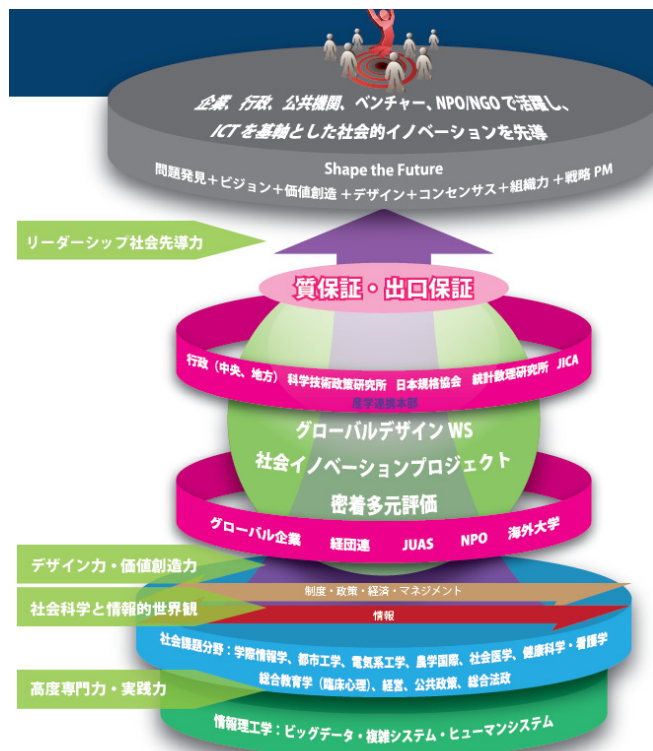 企業、行政、公共機関、ベンチャー、NPO/NGOで活躍し、
ICTを基軸とした社会的イノベーションを先導
Shape the Future
問題発見＋ビジョン＋価値創造＋デザイン＋コンセンサス＋組織力＋戦略PM
リーダーシップ社会先導力
質保証・出口保証
行政（中央、地方） 科学技術政策研究所 日本規格協会 統計数理研究所 JICA
産学連携本部
グローバルデザインWS
社会イノベーションプロジェクト
密着多元評価
グローバル企業 経団連 JUAS NPO 海外大学
デザイン力・価値創造力
制度・政策・経済・マネジメント
社会科学と情報的世界観
情報
社会課題分野：学際情報学、都市工学、電気系工学、農学国際、社会医学、健康科学・看護学
総合教育学（臨床心理）、経営、公共政策、総合法政
高度専門力・実践力
情報理工学：ビッグデータ・複雑システム・ヒューマンシステム